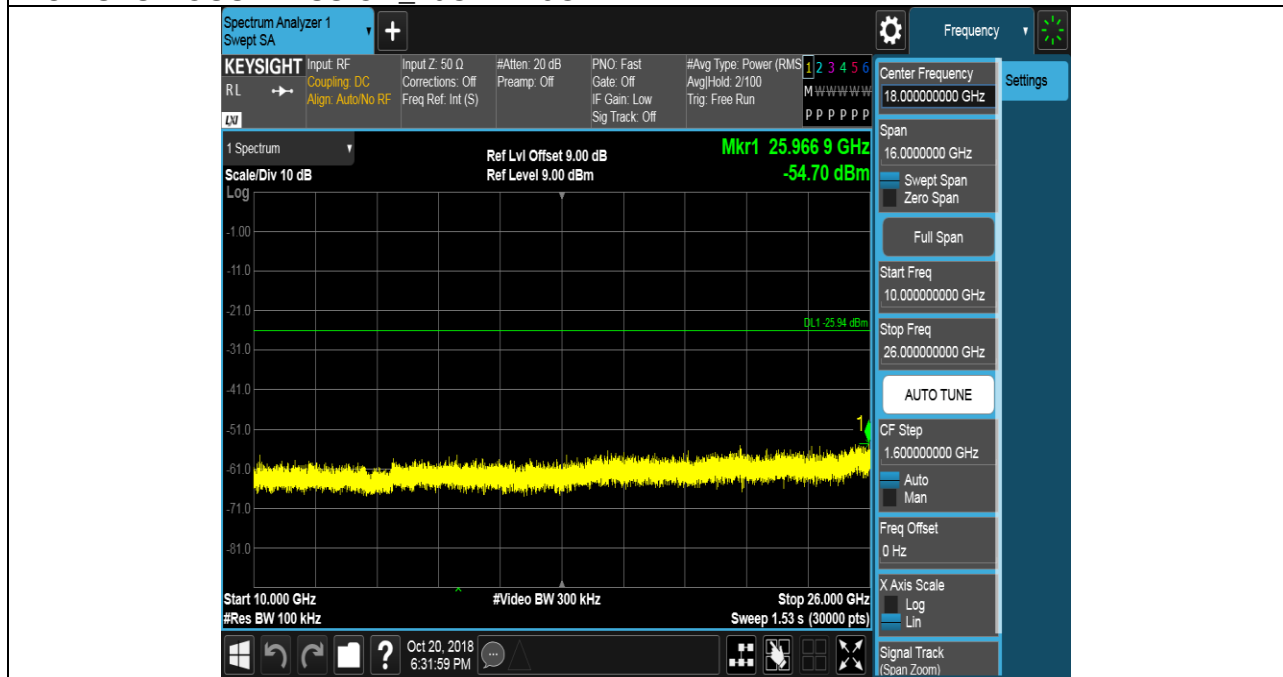 Spectrum Analyzer 1
Swept SA
+
Frequency
KEYSIGHT
RL
LXI
Input: RF
Coupling: DC
Align: Auto/No RF
Input Z: 50 Ω
Corrections: Off
Freq Ref: Int (S)
#Atten: 20 dB
Preamp: Off
PNO: Fast
Gate: Off
IF Gain: Low
Sig Track: Off
#Avg Type: Power (RMS
Avg|Hold: 2/100
Trig: Free Run
1 2 3 4 5 6
M W W W W W
P P P P P P
Center Frequency
18.000000000 GHz
Settings
1 Spectrum
Scale/Div 10 dB
Ref Lvl Offset 9.00 dB
Ref Level 9.00 dBm
Mkr1 25.966 9 GHz
-54.70 dBm
Span
16.0000000 GHz
Swept Span
Zero Span
Full Span
Start Freq
10.000000000 GHz
Stop Freq
26.000000000 GHz
AUTO TUNE
CF Step
1.600000000 GHz
Auto
Man
Freq Offset
0 Hz
X Axis Scale
Log
Lin
Signal Track
(Span Zoom)
Log
-1.00
-11.0
-21.0
DL1 -25.94 dBm
-31.0
-41.0
-51.0
1
-61.0
-71.0
-81.0
Start 10.000 GHz
#Video BW 300 kHz
Stop 26.000 GHz
#Res BW 100 kHz
Sweep 1.53 s (30000 pts)
?
Oct 20, 2018
6:31:59 PM